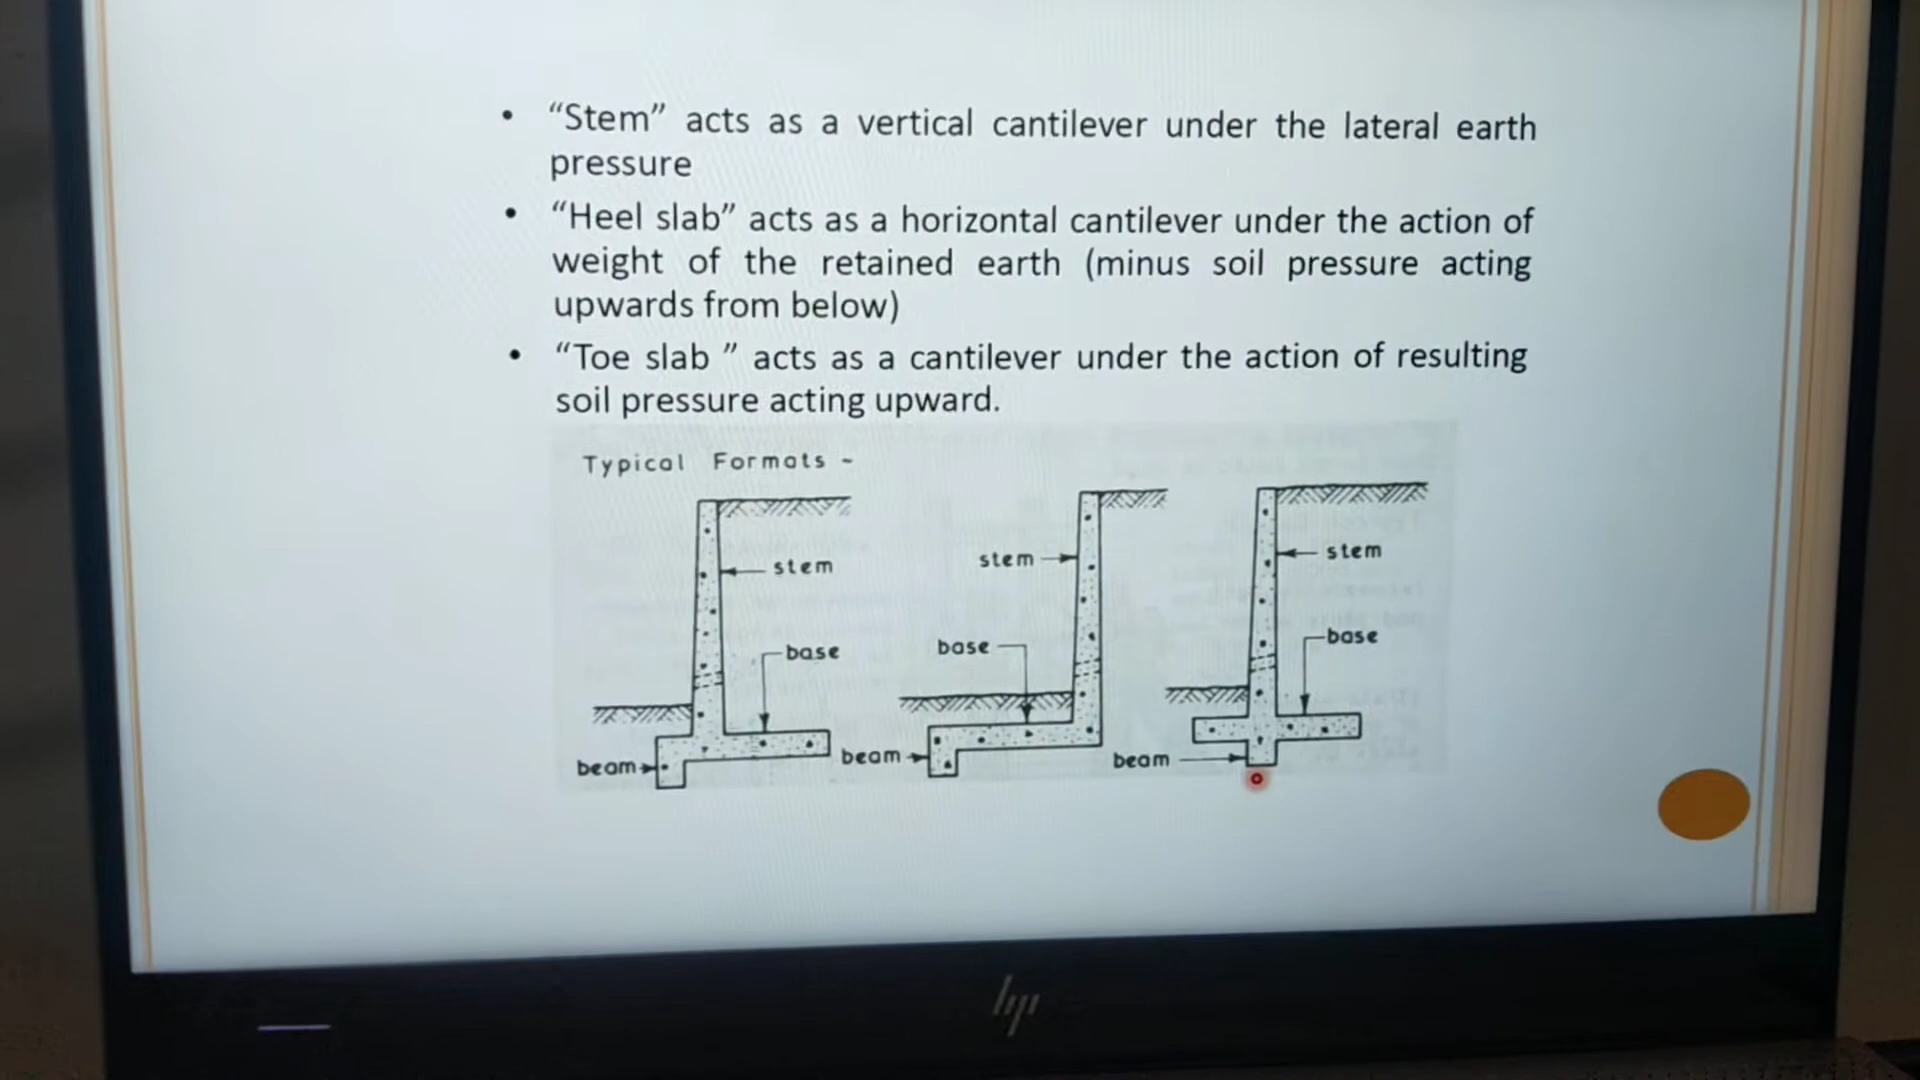 • “Stem” acts as a vertical cantilever under the lateral earth
pressure
• “Heel slab” acts as a horizontal cantilever under the action of
weight of the retained earth (minus soil pressure acting
upwards from below)
• “Toe slab ” acts as a cantilever under the action of resulting
soil pressure acting upward.
Typical Formats -
stem
base
beam
stem
base
beam
stem
base
beam
hp